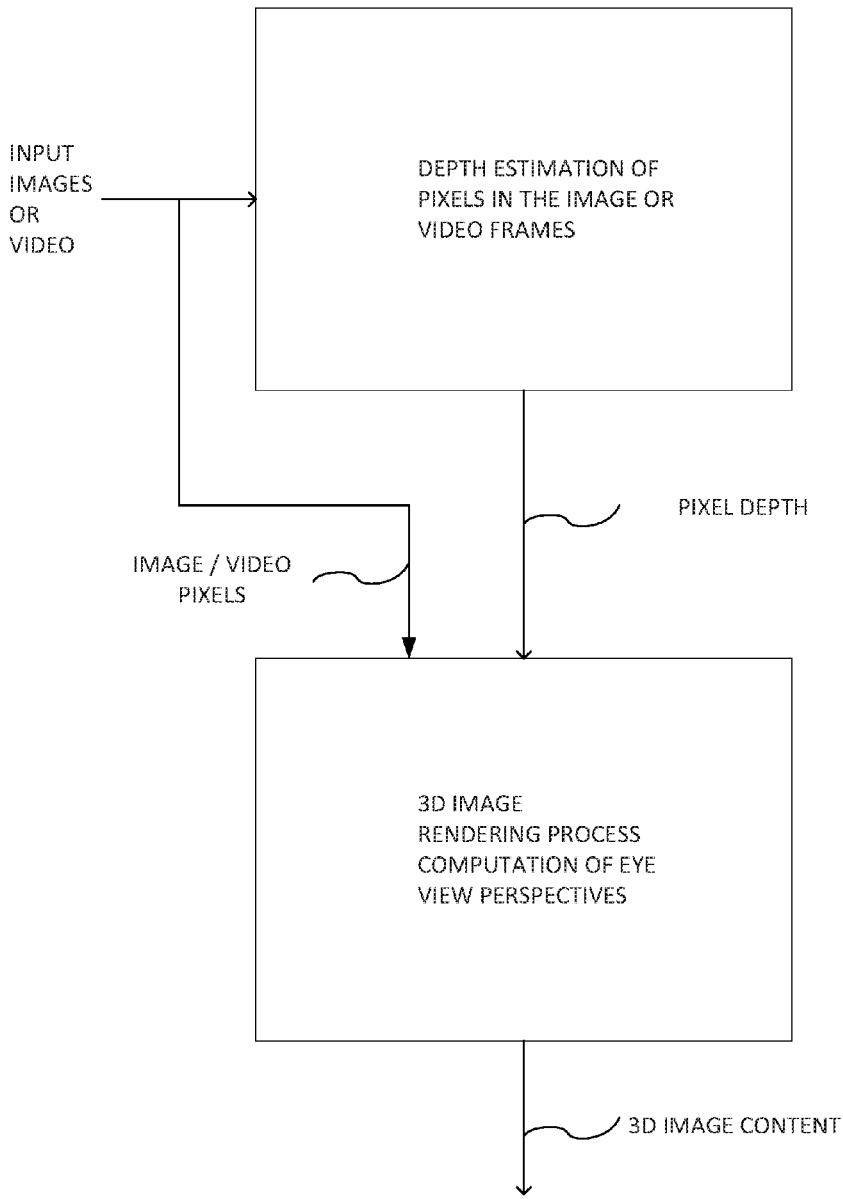 INPUT
IMAGES
OR
VIDEO
DEPTH ESTIMATION OF
PIXELS IN THE IMAGE OR
VIDEO FRAMES
PIXEL DEPTH
IMAGE / VIDEO
PIXELS
3D IMAGE
RENDERING PROCESS
COMPUTATION OF EYE
VIEW PERSPECTIVES
3D IMAGE CONTENT